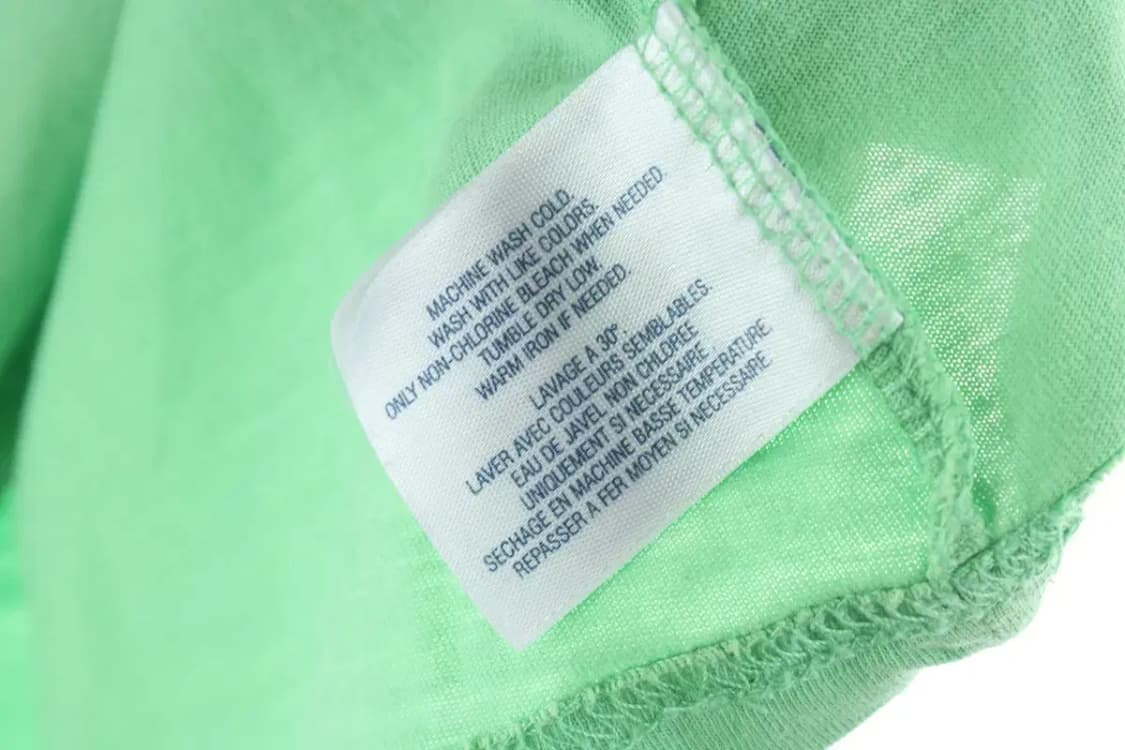 MACHINE WASH COLD.
WASH WITH LIKE COLORS.
ONLY NON-CHLORINE BLEACH WHEN NEEDED
TUMBLE DRY LOW.
WARM IRON IF NEEDED.
LAVAGE A 30°
LAVER AVEC COULEURS SEMBLABLES.
EAU DE JAVEL NON CHLOREE
UNIQUEMENT SI NECESSAIRE
SECHAGE EN MACHINE BASSE TEMPERATURE
REPASSER A FER MOYEN SI NECESSAIRE